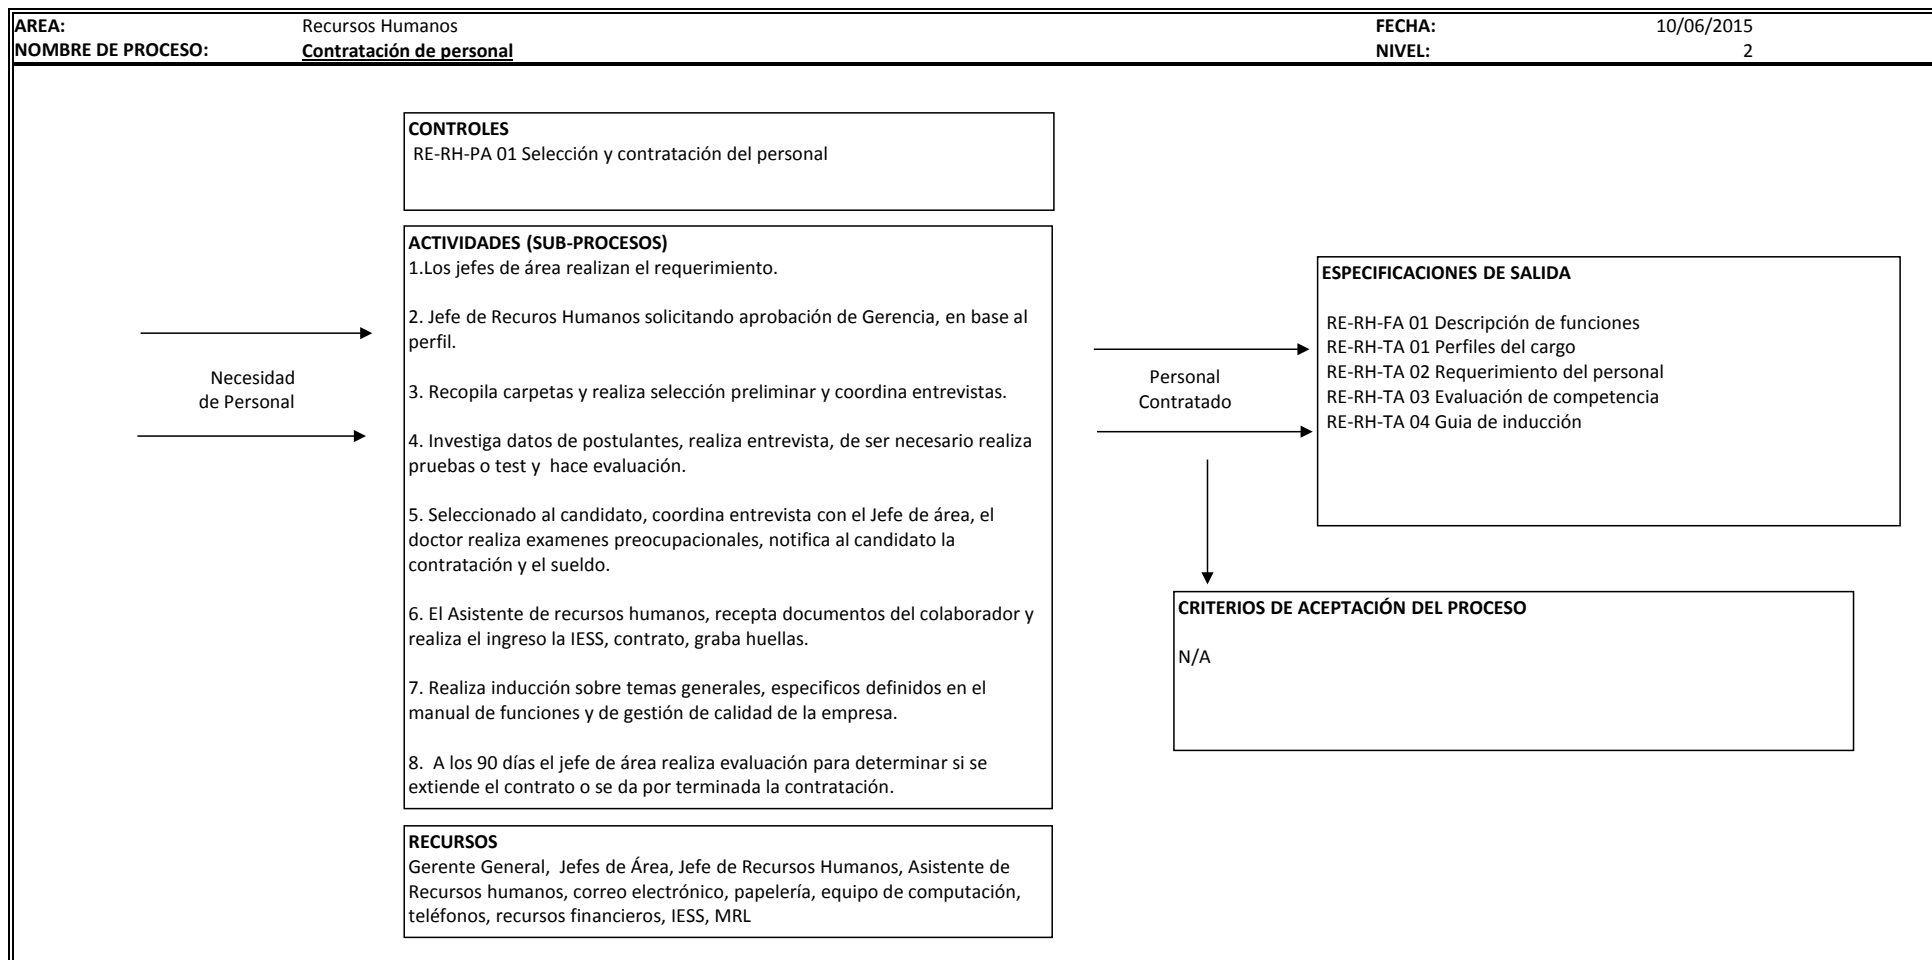 AREA: Recursos Humanos FECHA: 10/06/2015
NOMBRE DE PROCESO: Contratación de personal NIVEL: 2
CONTROLES
RE-RH-PA 01 Selección y contratación del personal
Necesidad
de Personal
ACTIVIDADES (SUB-PROCESOS)
1.Los jefes de área realizan el requerimiento.
2. Jefe de Recuros Humanos solicitando aprobación de Gerencia, en base al
perfil.
3. Recopila carpetas y realiza selección preliminar y coordina entrevistas.
4. Investiga datos de postulantes, realiza entrevista, de ser necesario realiza
pruebas o test y  hace evaluación.
5. Seleccionado al candidato, coordina entrevista con el Jefe de área, el
doctor realiza examenes preocupacionales, notifica al candidato la
contratación y el sueldo.
6. El Asistente de recursos humanos, recepta documentos del colaborador y
realiza el ingreso la IESS, contrato, graba huellas.
7. Realiza inducción sobre temas generales, especificos definidos en el
manual de funciones y de gestión de calidad de la empresa.
8.  A los 90 días el jefe de área realiza evaluación para determinar si se
extiende el contrato o se da por terminada la contratación.
RECURSOS
Gerente General,  Jefes de Área, Jefe de Recursos Humanos, Asistente de
Recursos humanos, correo electrónico, papelería, equipo de computación,
teléfonos, recursos financieros, IESS, MRL
Personal
Contratado
ESPECIFICACIONES DE SALIDA
RE-RH-FA 01 Descripción de funciones
RE-RH-TA 01 Perfiles del cargo
RE-RH-TA 02 Requerimiento del personal
RE-RH-TA 03 Evaluación de competencia
RE-RH-TA 04 Guia de inducción
CRITERIOS DE ACEPTACIÓN DEL PROCESO
N/A